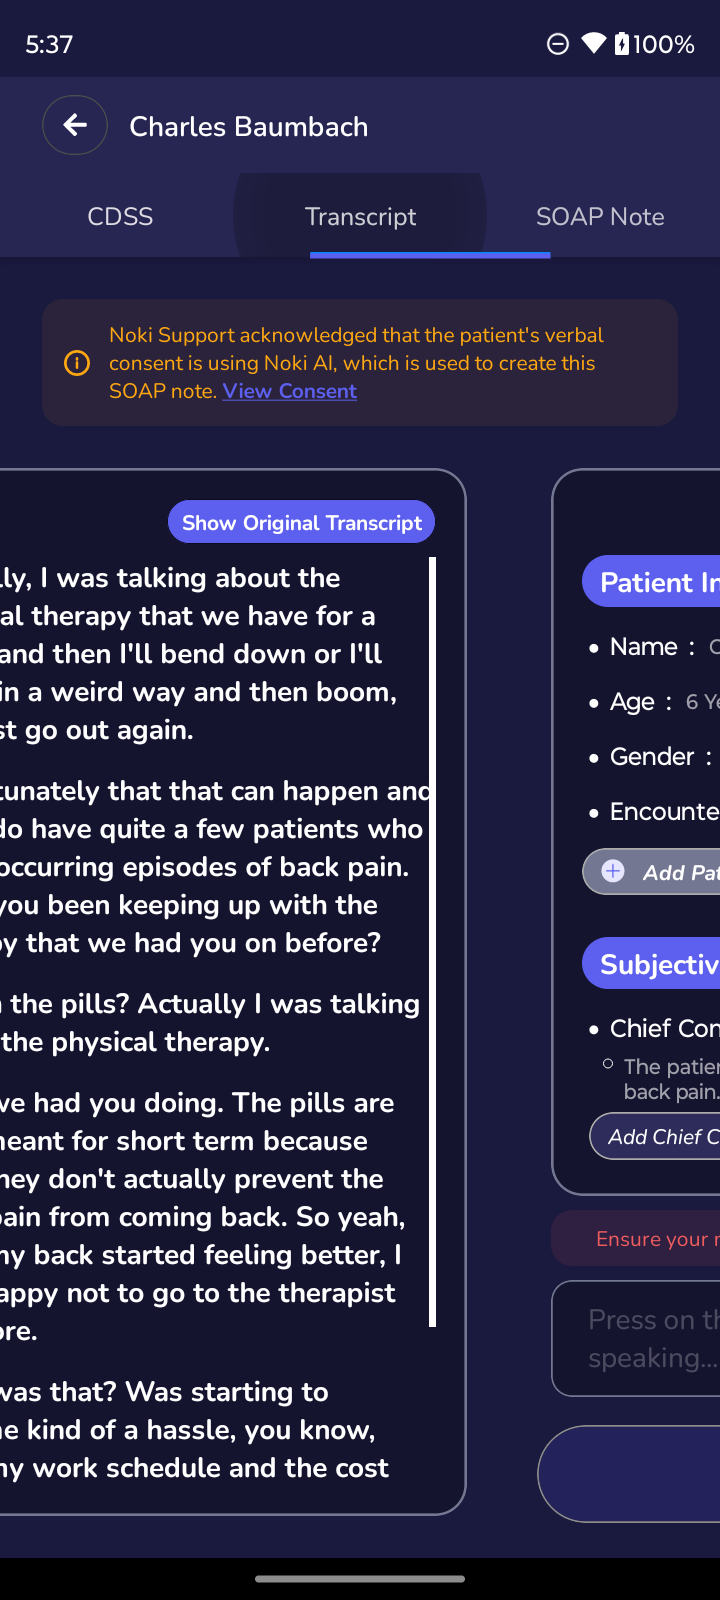 5:37
100%
Charles Baumbach
CDSS
Transcript
SOAP Note
Noki Support acknowledged that the patient's verbal
consent is using Noki AI, which is used to create this
SOAP note. View Consent
Show Original Transcript
lly, I was talking about the
al therapy that we have for a
and then I'll bend down or I'll
in a weird way and then boom,
st go out again.
tunately that that can happen and
do have quite a few patients who
occurring episodes of back pain.
you been keeping up with the
py that we had you on before?
the pills? Actually I was talking
the physical therapy.
we had you doing. The pills are
meant for short term because
hey don't actually prevent the
pain from coming back. So yeah,
my back started feeling better, I
appy not to go to the therapist
ore.
was that? Was starting to
e kind of a hassle, you know,
my work schedule and the cost
Patient In
• Name :
• Age : 6 Ye
• Gender :
• Encounte
Add Pat
Subjectiv
• Chief Con
The patie
back pain.
Add Chief C
Ensure your
Press on th
speaking...